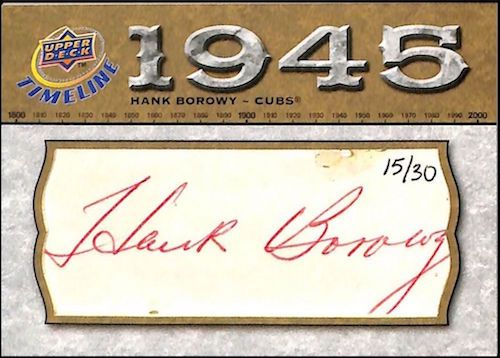 UPPER
DECK™
TIMELINE
1945
HANK BOROWY ~ CUBS®
1800 1810 1820 1830 1840 1850 1860 1870 1880 1890 1900 1910 1920 1930 1940 1950 1960 1970 1980 1990 2000
15/30
Hank Borowy